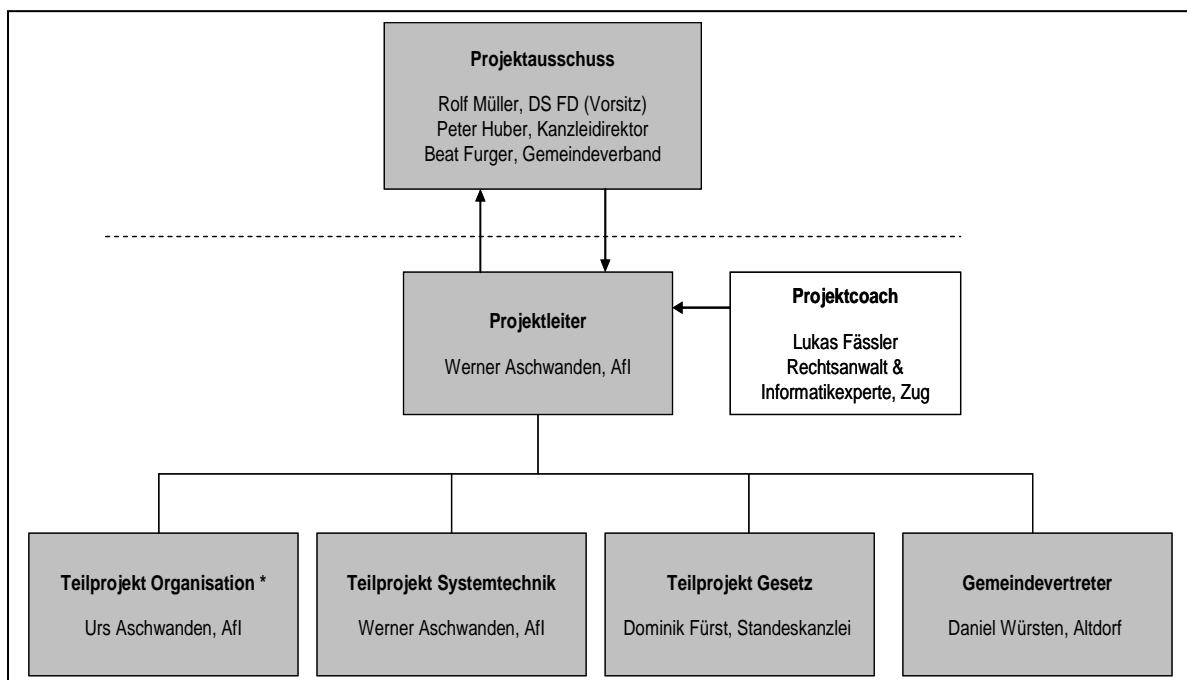 Projektausschuss
Rolf Müller, DS FD (Vorsitz)
Peter Huber, Kanzleidirektor
Beat Furger, Gemeindeverband
Projektleiter
Werner Aschwanden, AfI
Projektcoach
Lukas Fässler
Rechtsanwalt &
Informatikexperte, Zug
Teilprojekt Organisation *
Urs Aschwanden, AfI
Teilprojekt Systemtechnik
Werner Aschwanden, AfI
Teilprojekt Gesetz
Dominik Fürst, Standeskanzlei
Gemeindevertreter
Daniel Würsten, Altdorf